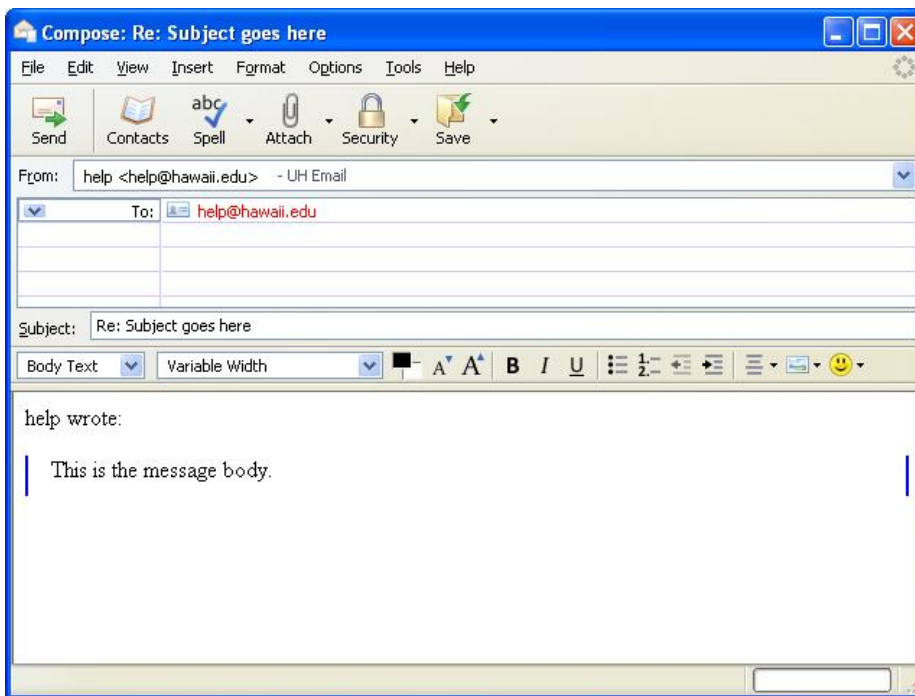 Compose: Re: Subject goes here
File Edit View Insert Format Options Tools Help
abc
Send Contacts Spell Attach Security Save
From: help <help@hawaii.edu> - UH Email
To: help@hawaii.edu
Subject: Re: Subject goes here
Body Text Variable Width A A B I U
help wrote:
This is the message body.